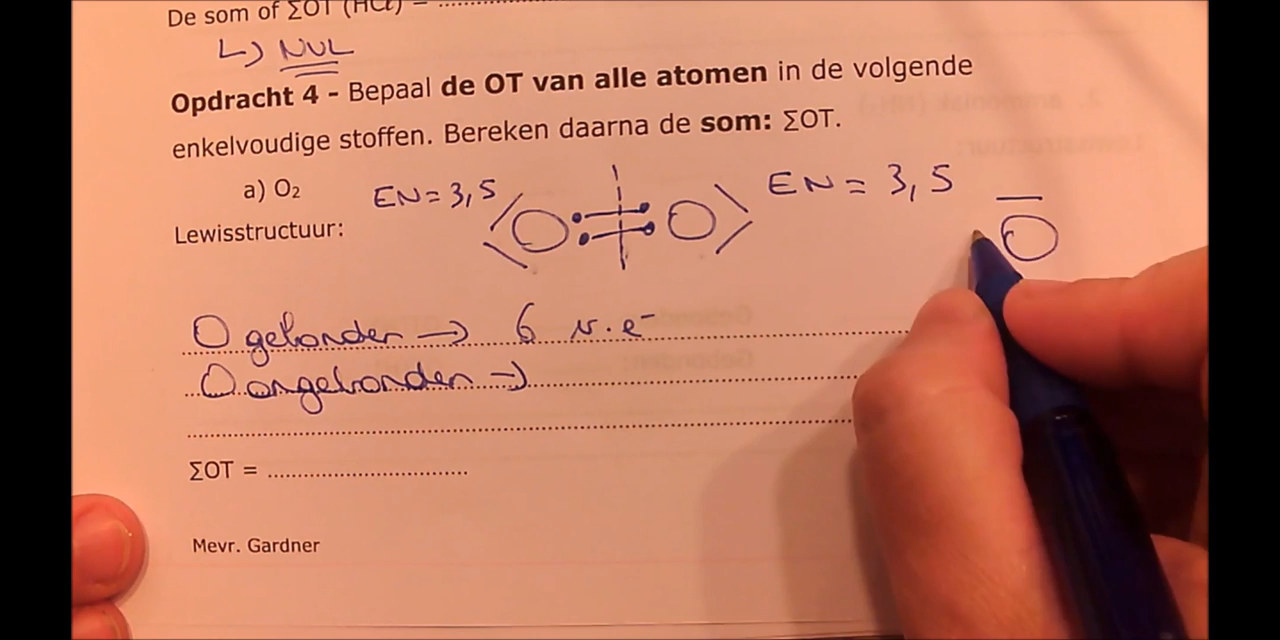 De som of ΣOT (HCl) = ....................
↳ NUL
Opdracht 4 - Bepaal de OT van alle atomen in de volgende
enkelvoudige stoffen. Bereken daarna de som: ΣOT.
a) O₂ EN = 3,5 O O EN = 3,5 O
Lewisstructuur:
O gebonden → 6 v.e⁻
O ongebonden →
ΣOT = ..............................
Mevr. Gardner